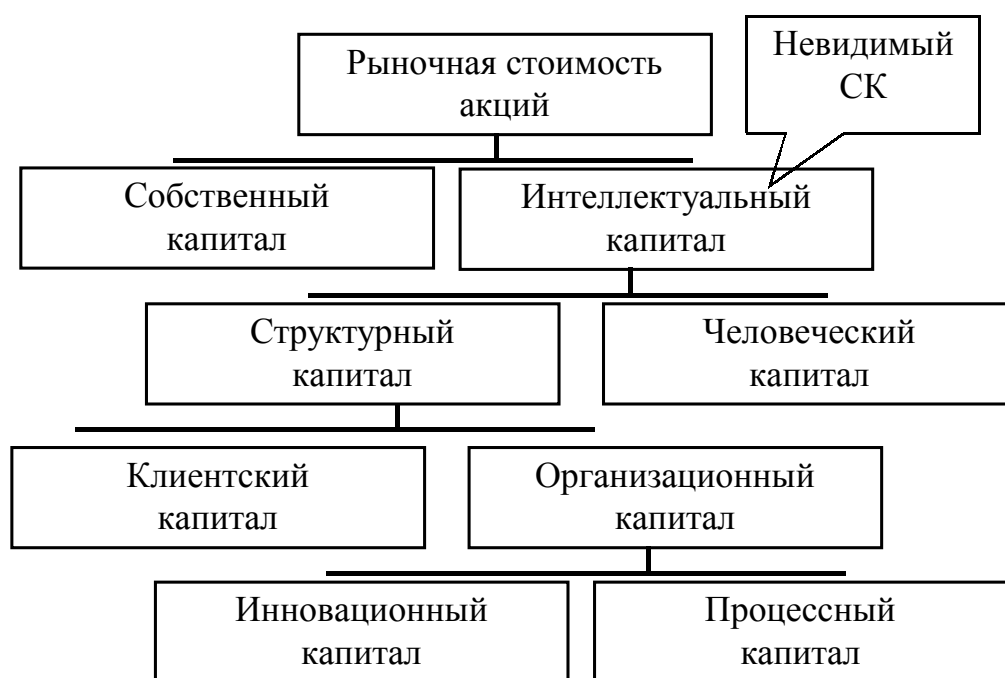 Рыночная стоимость
акций
Невидимый
СК
Собственный
капитал
Интеллектуальный
капитал
Структурный
капитал
Человеческий
капитал
Клиентский
капитал
Организационный
капитал
Инновационный
капитал
Процессный
капитал